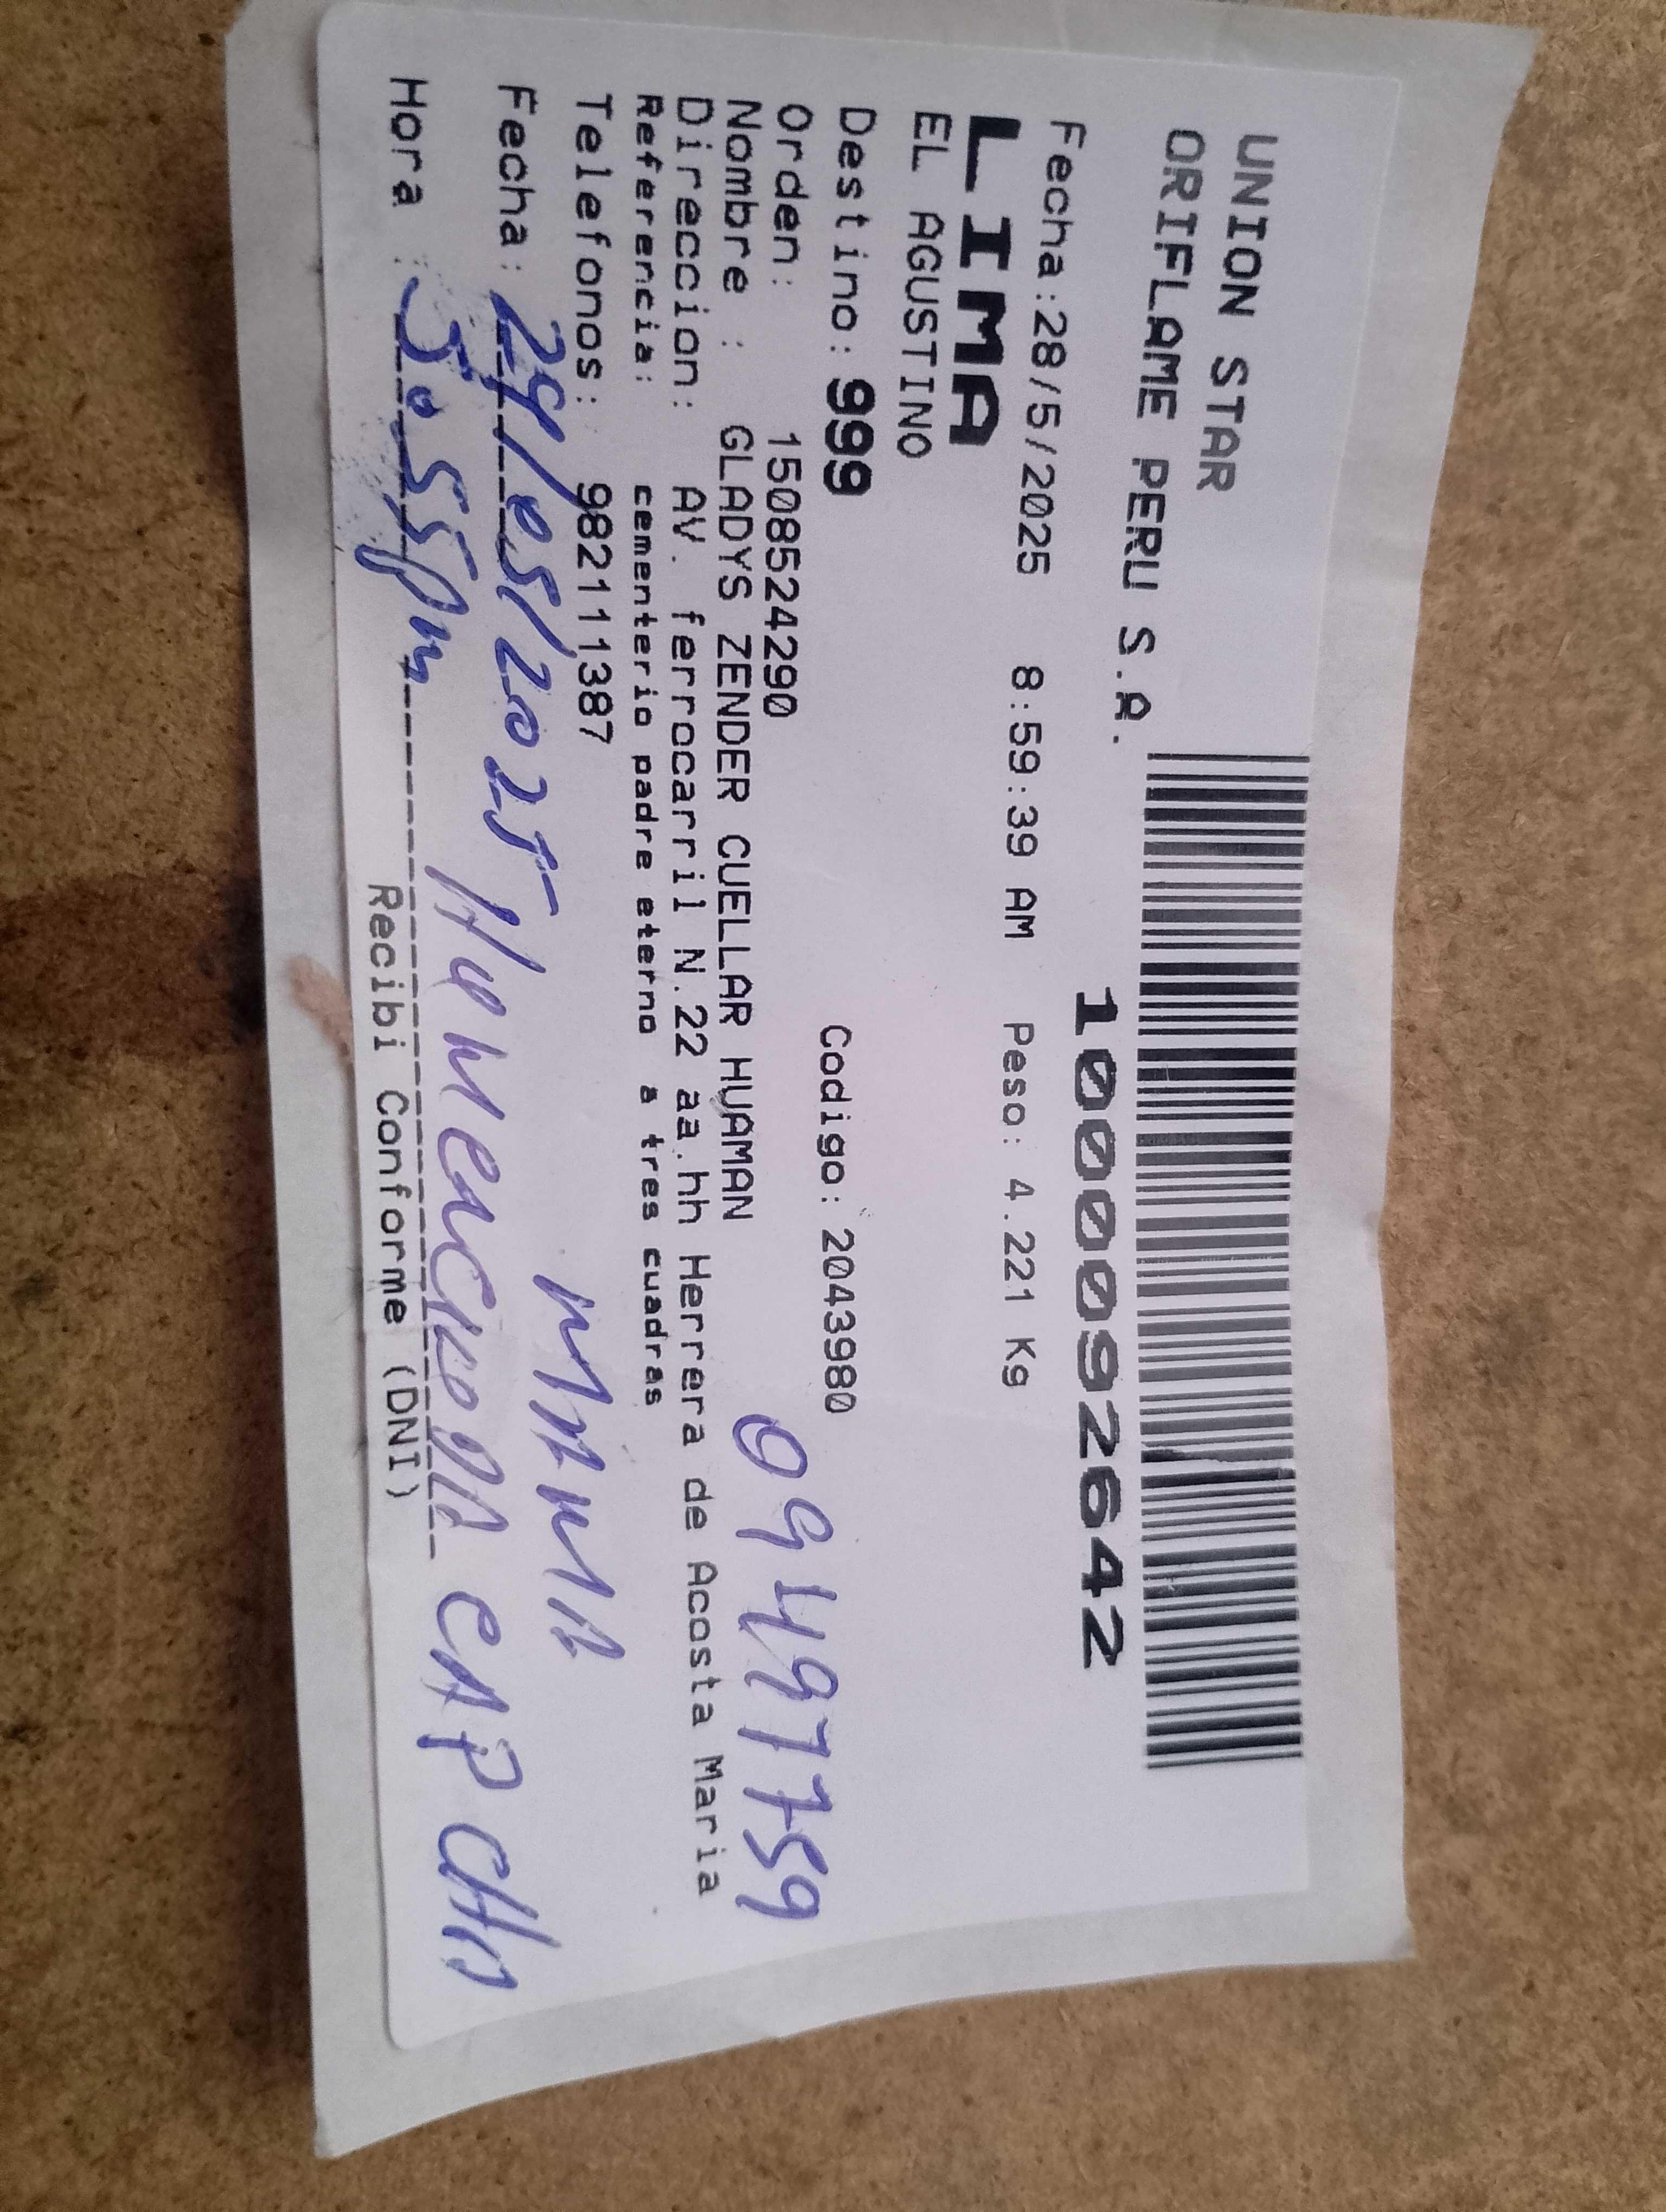 UNION STAR
ORIFLAME PERU S.A.
1000092642
Fecha:28/5/2025 8:59:39 AM Peso: 4.221 Kg
LIMA
EL AGUSTINO
Destino: 999 Codigo: 2043980
Orden: 1508524290
09497759
Nombre : GLADYS ZENDER CUELLAR HUAMAN
Direccion: AV. ferrocarril N.22 aa.hh Herrera de Acosta Maria
Referencia: cementerio padre eterno a tres cuadras
Telefonos: 982111387
MAMA
Fecha: 29/05/2025
Hora : 5:55pm
Recibi Conforme (DNI)